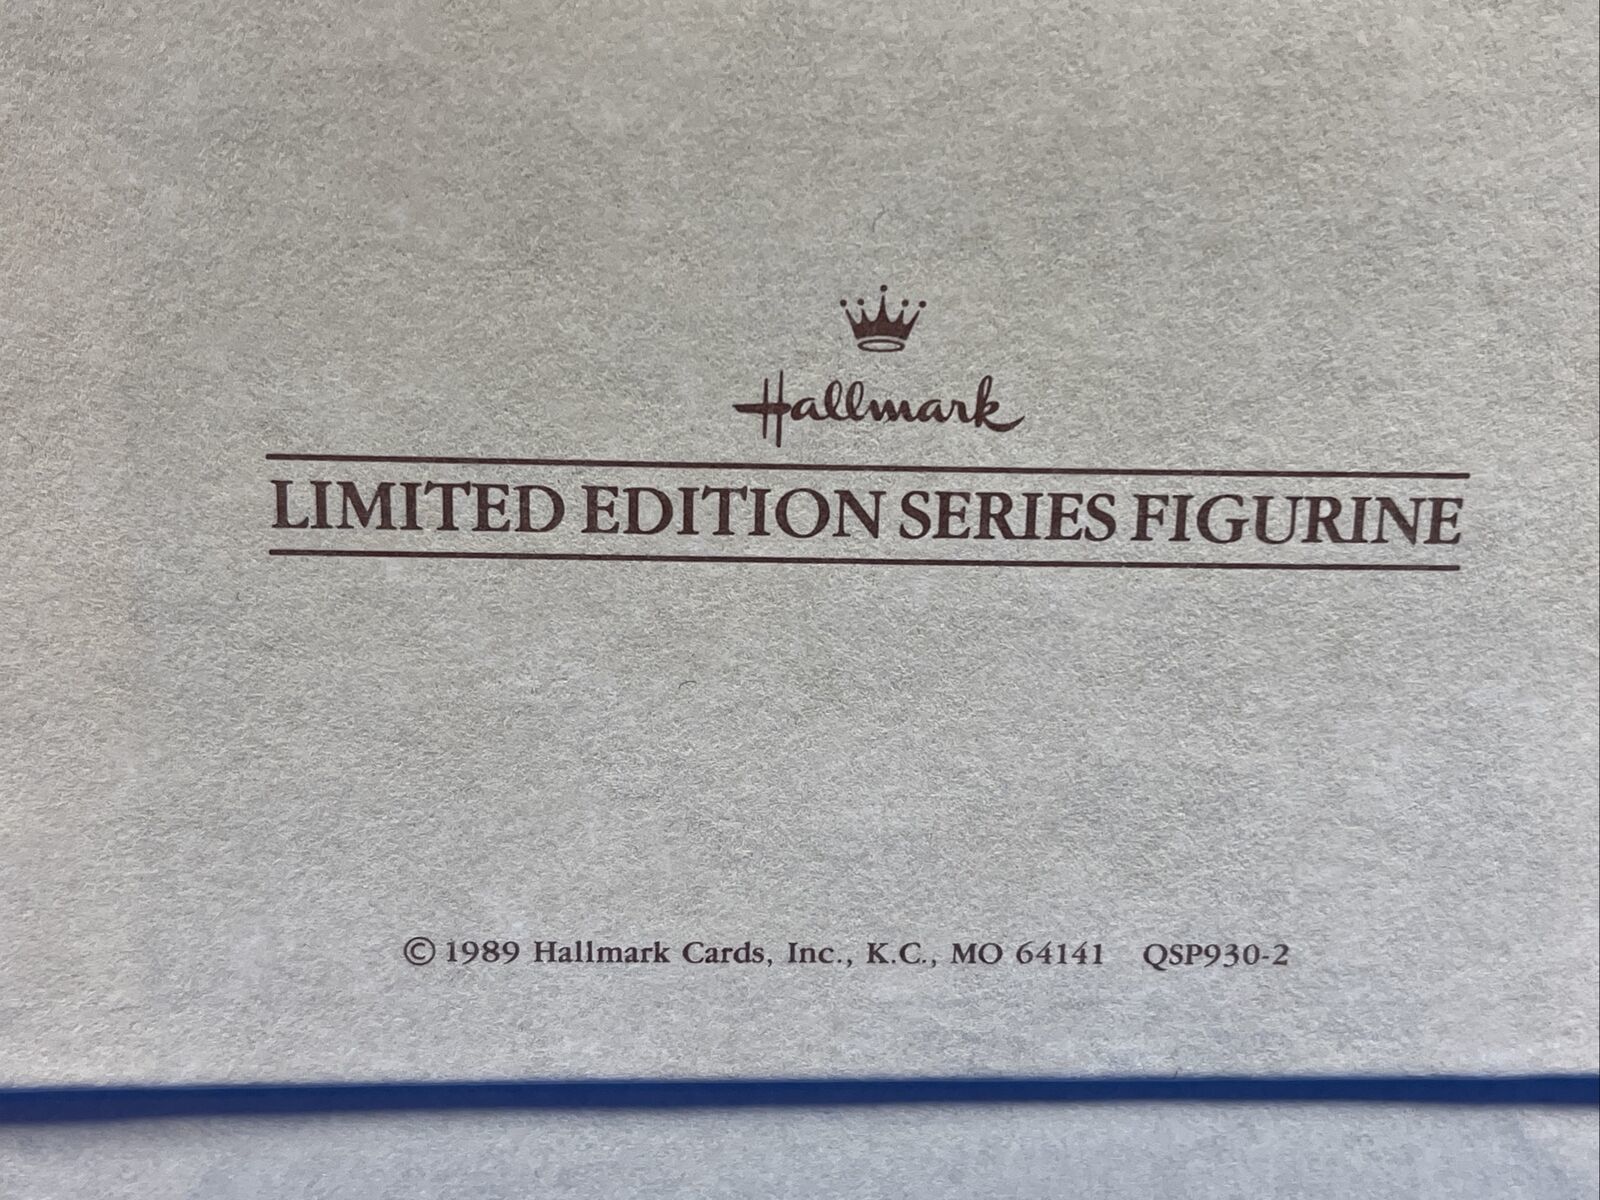 Hallmark
LIMITED EDITION SERIES FIGURINE
© 1989 Hallmark Cards, Inc., K.C., MO 64141 QSP930-2